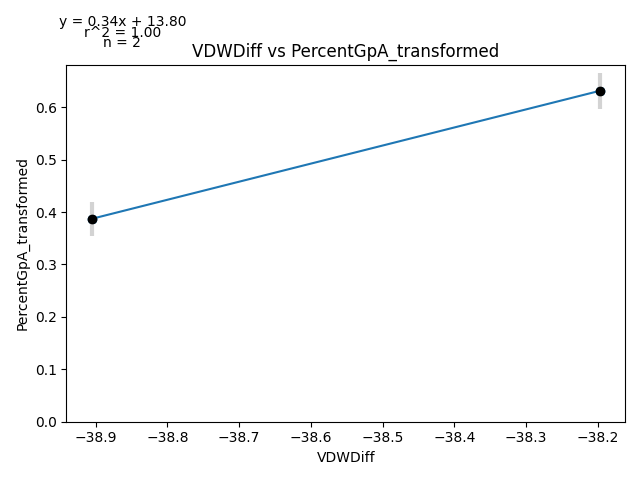 y = 0.34x + 13.80
r^2 = 1.00
n = 2
VDWDiff vs PercentGpA_transformed
PercentGpA_transformed
0.6
0.5
0.4
0.3
0.2
0.1
0.0
−38.9 −38.8 −38.7 −38.6 −38.5 −38.4 −38.3 −38.2
VDWDiff